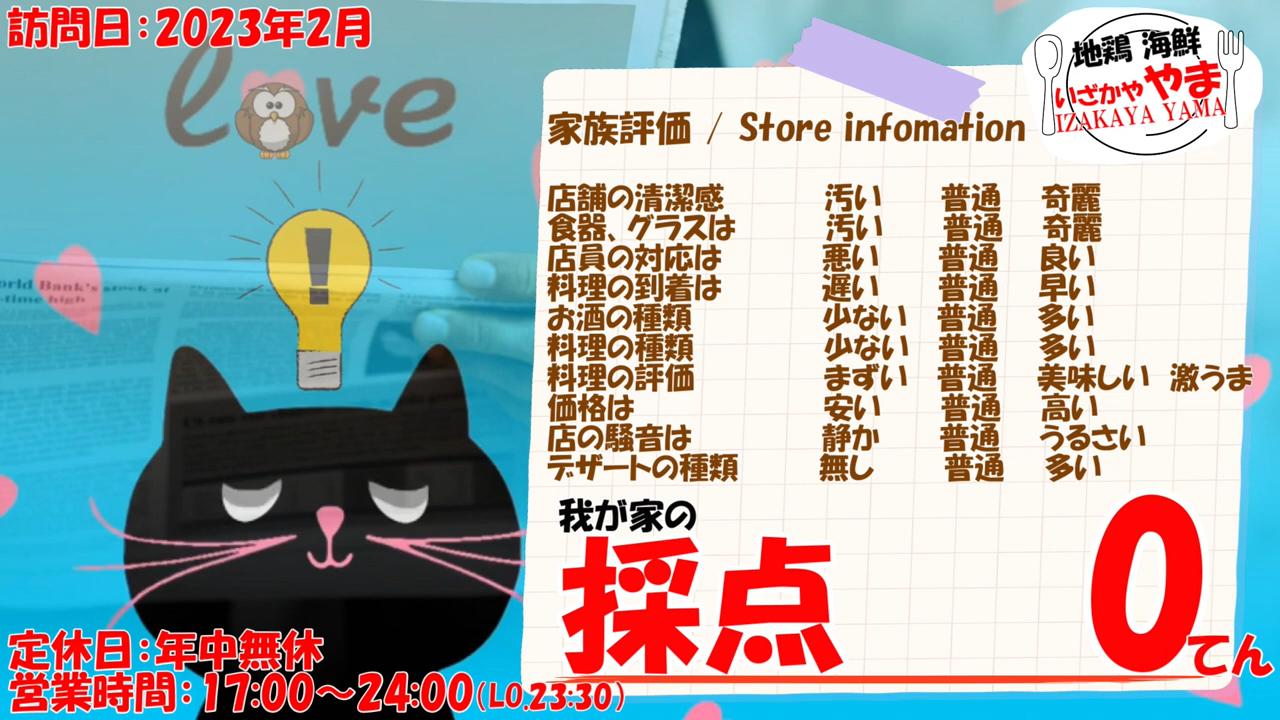 訪問日：2023年2月
love
地鶏 海鮮
いざかや やま
IZAKAYA YAMA
家族評価 / Store infomation
店舗の清潔感 汚い 普通 奇麗
食器、グラスは 汚い 普通 奇麗
店員の対応は 悪い 普通 良い
料理の到着は 遅い 普通 早い
お酒の種類 少ない 普通 多い
料理の種類 少ない 普通 多い
料理の評価 まずい 普通 美味しい 激うま
価格は 安い 普通 高い
店の騒音は 静か 普通 うるさい
デザートの種類 無し 普通 多い
!
orld Bank's stock at
-time high
我が家の
採点 0てん
定休日：年中無休
営業時間：17:00～24:00(LO.23:30)